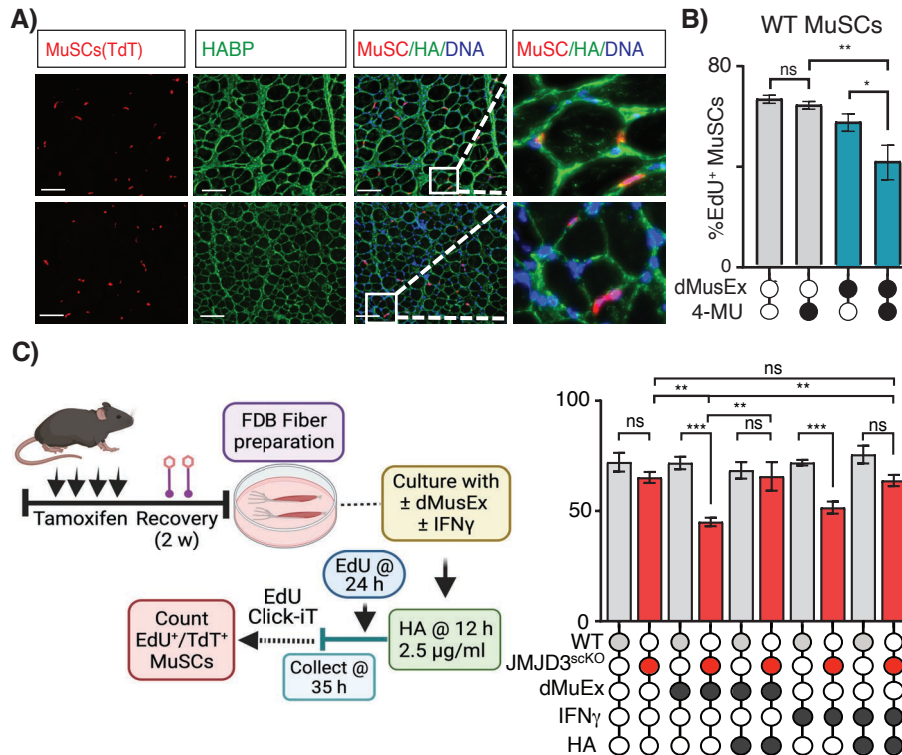 A)
MuSCs(TdT)
HABP
MuSC/HA/DNA
MuSC/HA/DNA
B)
WT MuSCs
**
ns
*
80
0
%EdU⁺ MuSCs
dMusEx
4-MU
C)
FDB Fiber
preparation
Tamoxifen
Recovery
(2 w)
Culture with
± dMusEx
± IFNγ
EdU @
24 h
EdU
Click-iT
Count
EdU⁺/TdT⁺
MuSCs
HA @ 12 h
2.5 µg/ml
Collect @
35 h
ns
**
**
**
ns
***
ns
***
ns
100
50
0
WT
JMJD3ˢᶜᴷᴼ
dMuEx
IFNγ
HA